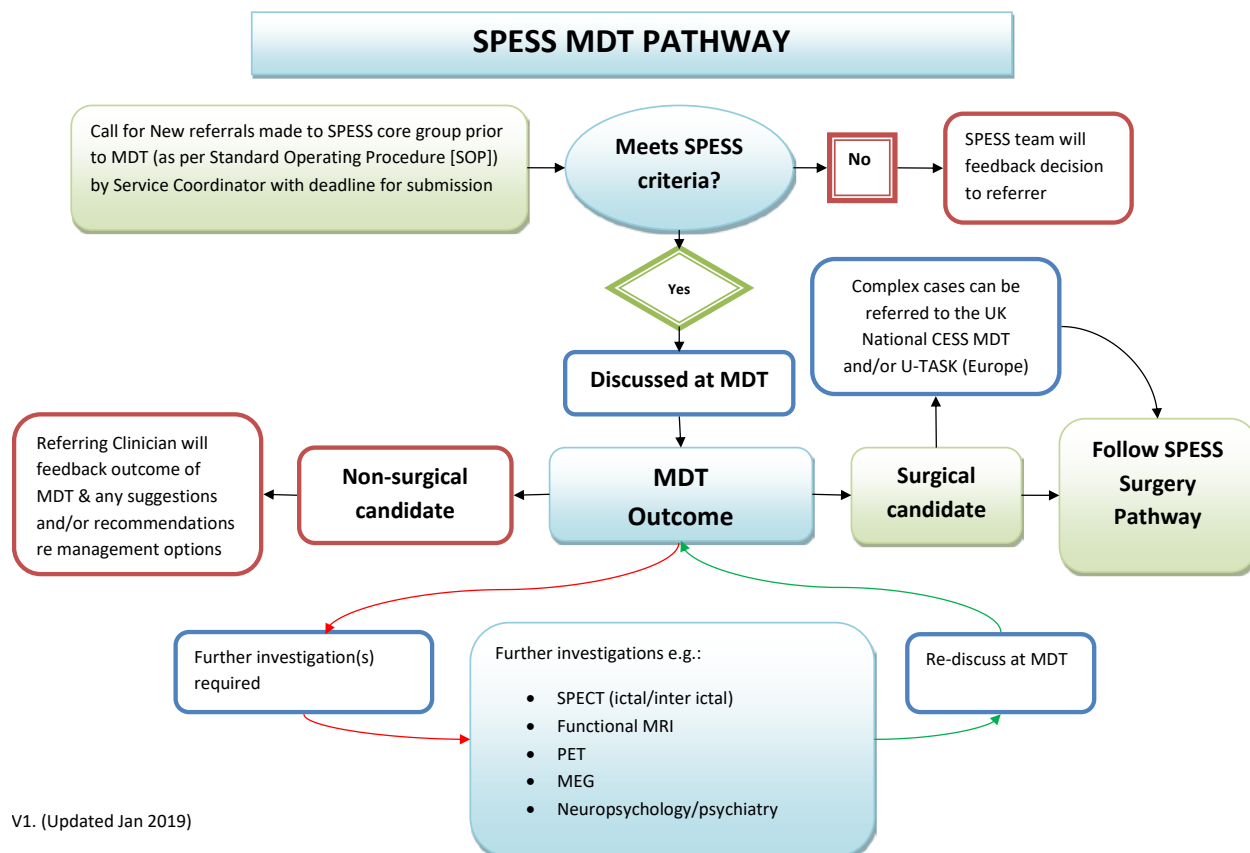 SPESS MDT PATHWAY
Call for New referrals made to SPESS core group prior
to MDT (as per Standard Operating Procedure [SOP])
by Service Coordinator with deadline for submission
Meets SPESS
criteria?
No
SPESS team will
feedback decision
to referrer
Yes
Complex cases can be
referred to the UK
National CESS MDT
and/or U-TASK (Europe)
Discussed at MDT
Referring Clinician will
feedback outcome of
MDT & any suggestions
and/or recommendations
re management options
Non-surgical
candidate
MDT
Outcome
Surgical
candidate
Follow SPESS
Surgery
Pathway
Further investigation(s)
required
Further investigations e.g.:
• SPECT (ictal/inter ictal)
• Functional MRI
• PET
• MEG
• Neuropsychology/psychiatry
Re-discuss at MDT
V1. (Updated Jan 2019)